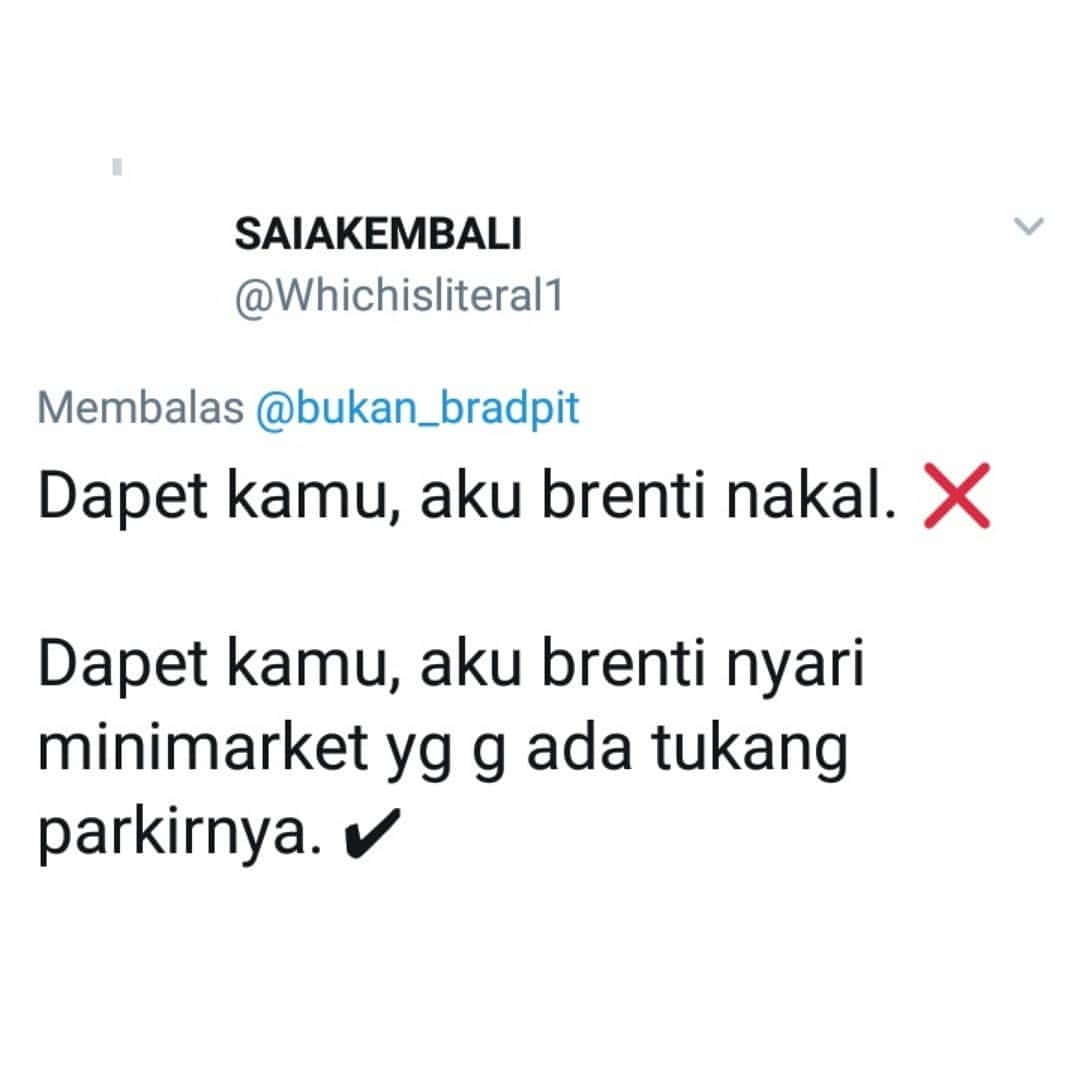 SAIAKEMBALI
@Whichisliteral1
Membalas @bukan_bradpit
Dapet kamu, aku brenti nakal. ❌
Dapet kamu, aku brenti nyari
minimarket yg g ada tukang
parkirnya. ✔